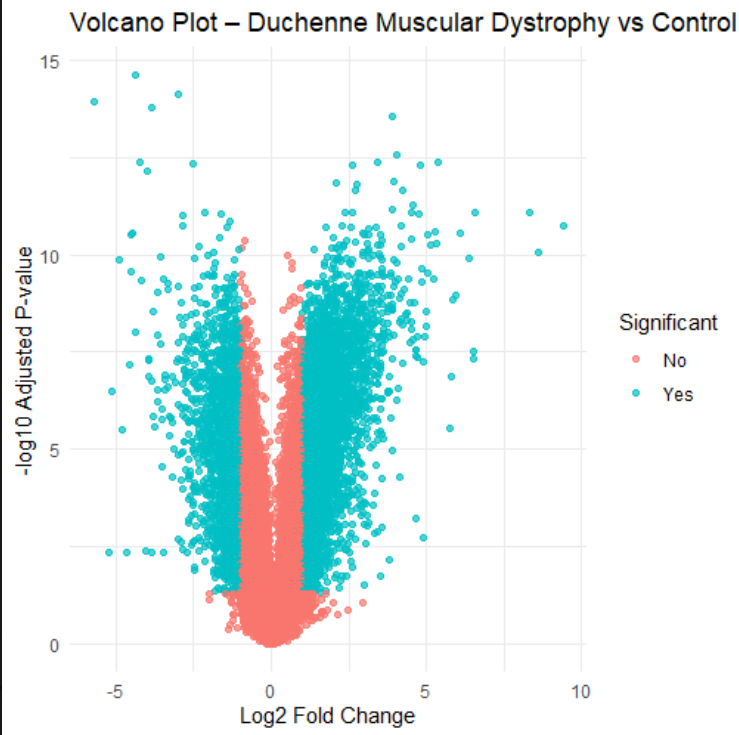 Volcano Plot – Duchenne Muscular Dystrophy vs Control
15
10
5
0
-log10 Adjusted P-value
-5
0
5
10
Log2 Fold Change
Significant
No
Yes